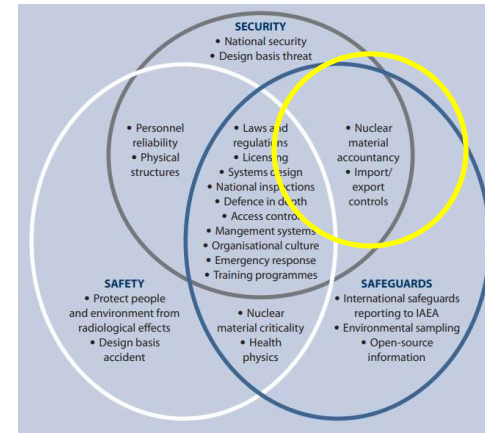 SECURITY
• National security
• Design basis threat
• Personnel
reliability
• Physical
structures
• Laws and
regulations
• Licensing
• Systems design
• National inspections
• Defence in depth
• Access control
• Mangement systems
• Organisational culture
• Emergency response
• Training programmes
• Nuclear
material
accountancy
• Import/
export
controls
SAFETY
• Protect people
and environment from
radiological effects
• Design basis
accident
• Nuclear
material criticality
• Health
physics
SAFEGUARDS
• International safeguards
reporting to IAEA
• Environmental sampling
• Open-source
information